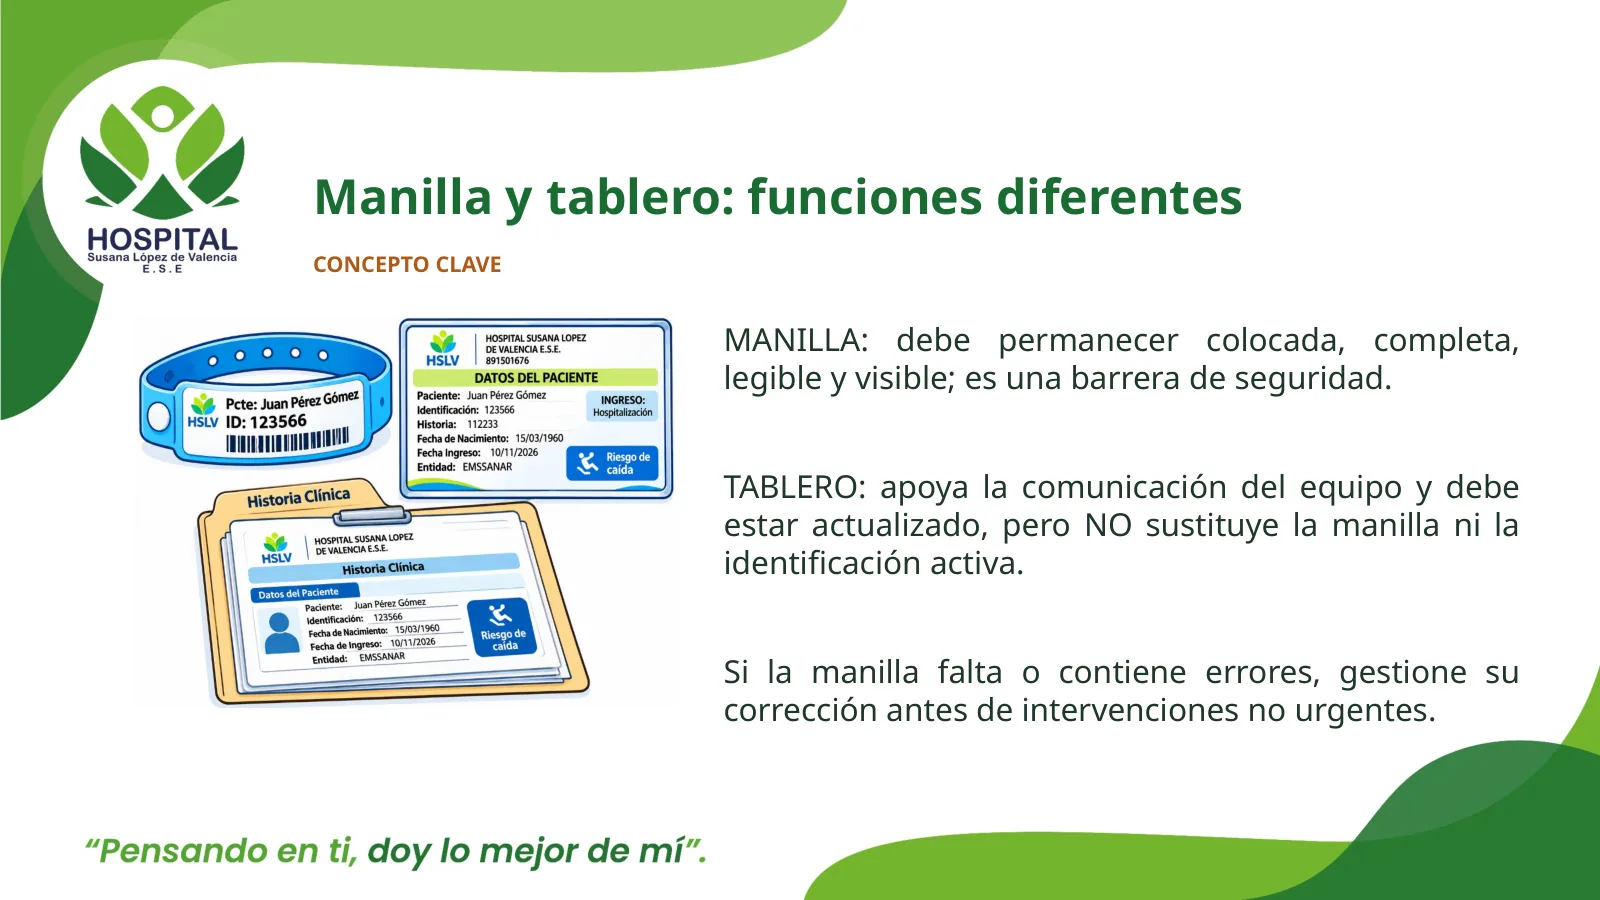 HOSPITAL
Susana López de Valencia
E.S.E
Manilla y tablero: funciones diferentes
CONCEPTO CLAVE
HSLV
Pcte: Juan Pérez Gómez
ID: 123566
HSLV
HOSPITAL SUSANA LOPEZ
DE VALENCIA E.S.E.
891501676
DATOS DEL PACIENTE
Paciente: Juan Pérez Gómez
Identificación: 123566
Historia: 112233
Fecha de Nacimiento: 15/03/1960
Fecha Ingreso: 10/11/2026
Entidad: EMSSANAR
INGRESO:
Hospitalización
Riesgo de
caída
Historia Clínica
HSLV
HOSPITAL SUSANA LOPEZ
DE VALENCIA E.S.E.
Historia Clínica
Datos del Paciente
Paciente: Juan Pérez Gómez
Identificación: 123566
Fecha de Nacimiento: 15/03/1960
Fecha de Ingreso: 10/11/2026
Entidad: EMSSANAR
Riesgo de
caída
MANILLA: debe permanecer colocada, completa,
legible y visible; es una barrera de seguridad.
TABLERO: apoya la comunicación del equipo y debe
estar actualizado, pero NO sustituye la manilla ni la
identificación activa.
Si la manilla falta o contiene errores, gestione su
corrección antes de intervenciones no urgentes.
“Pensando en ti, doy lo mejor de mí”.